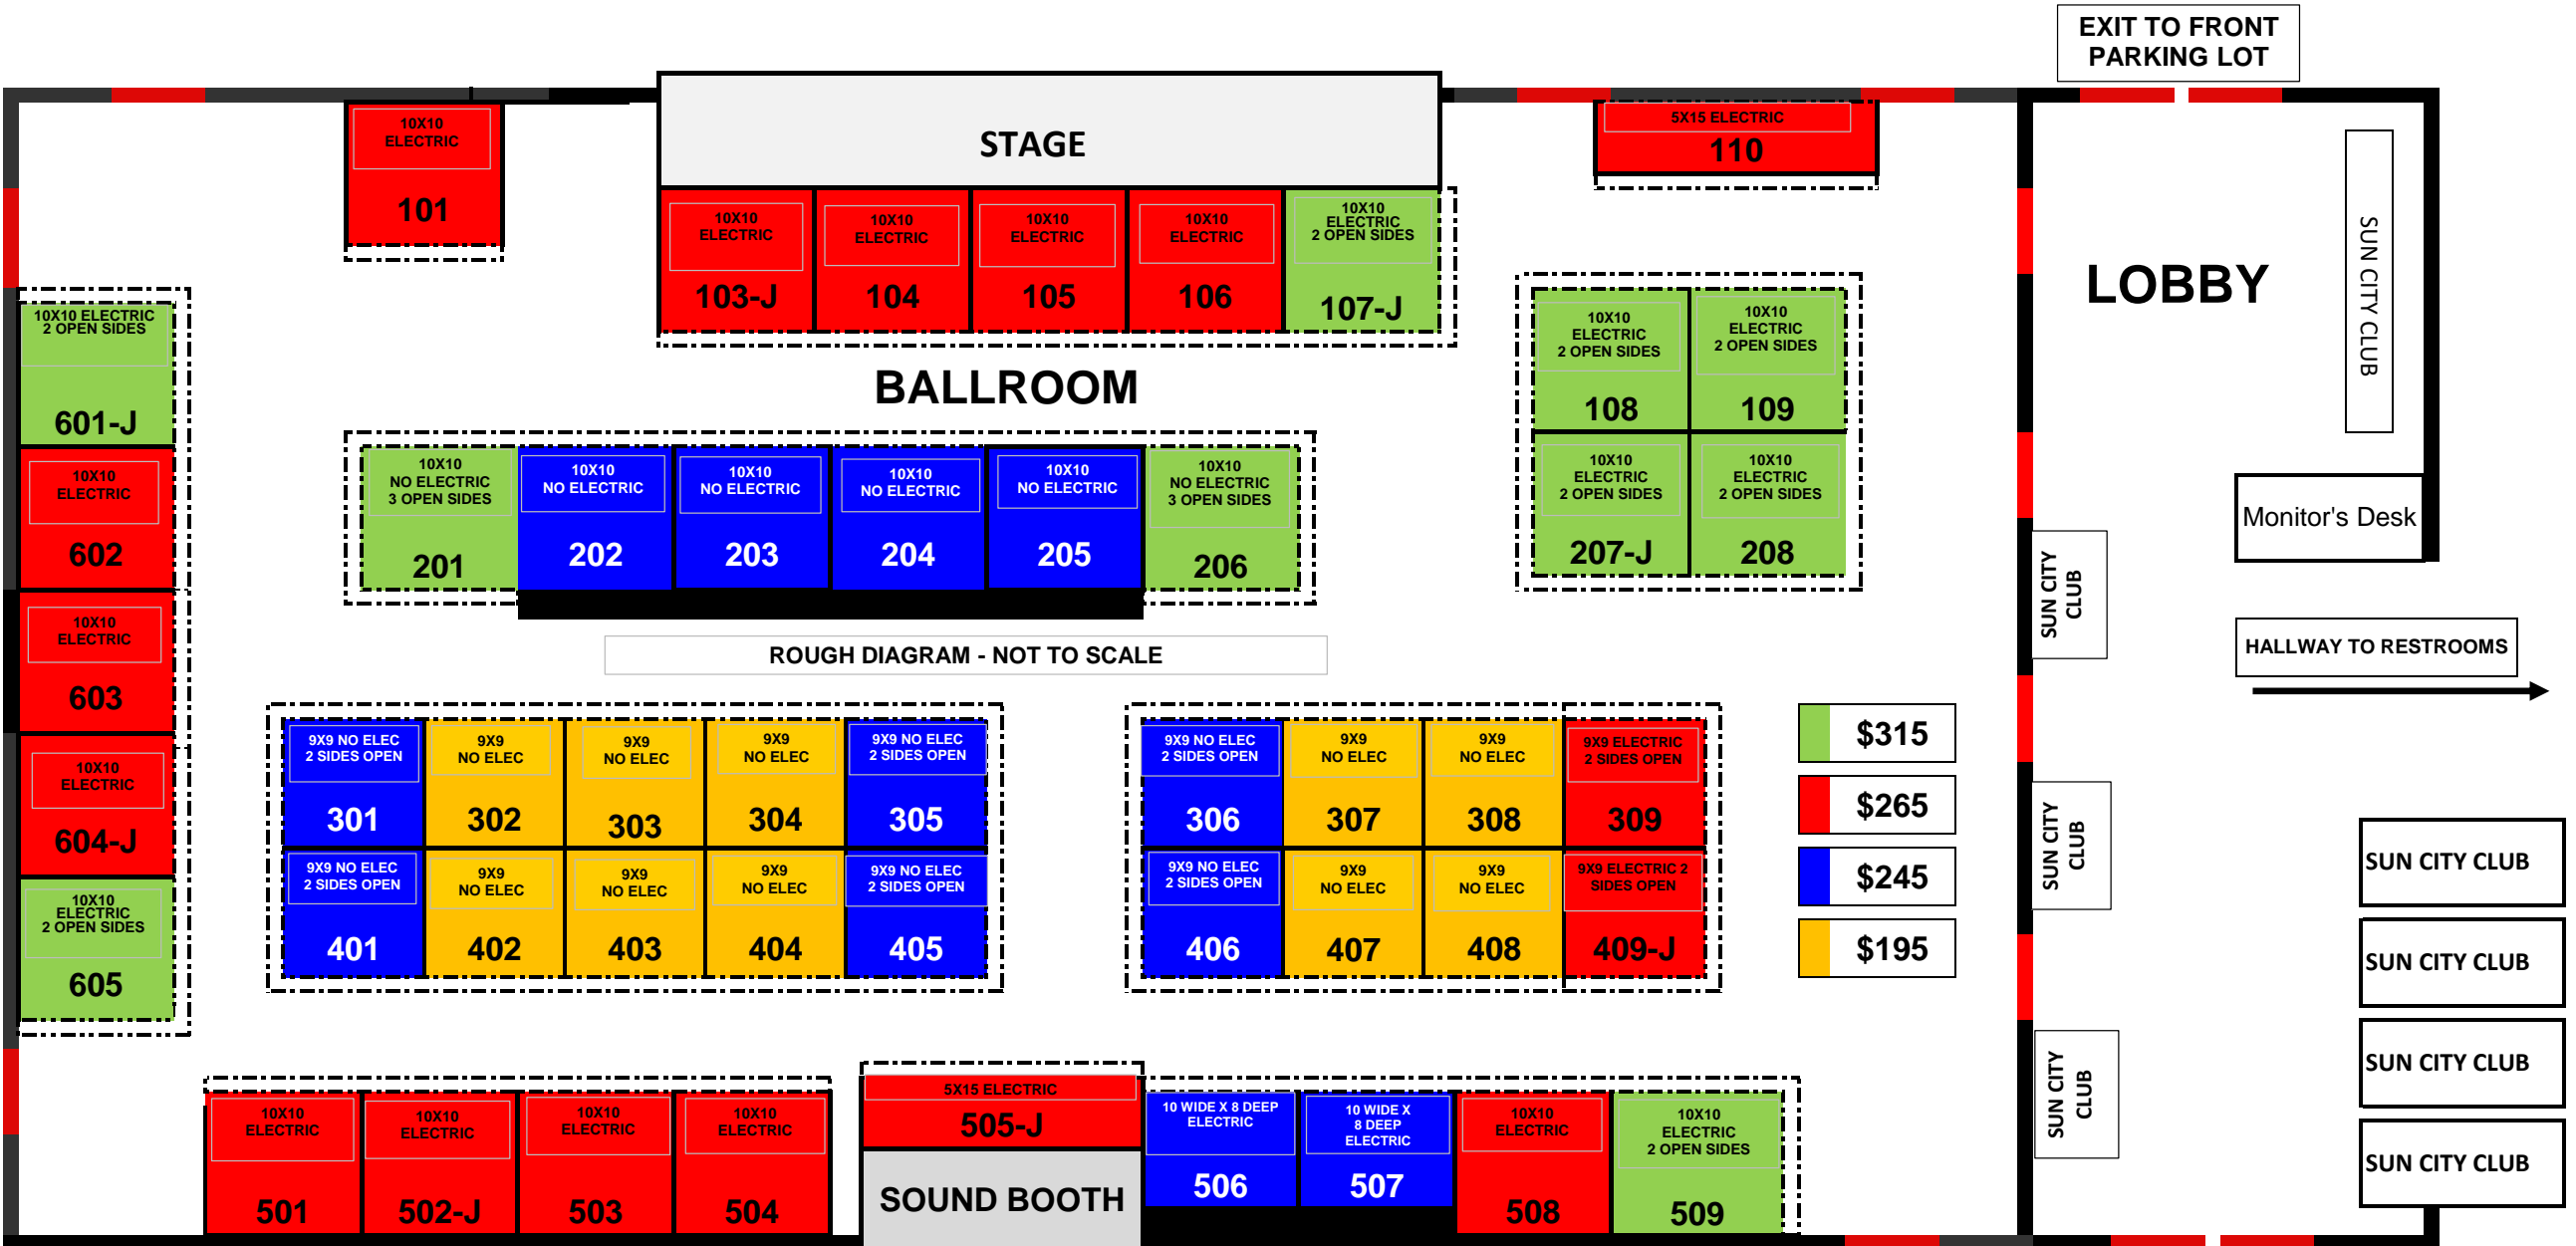 EXIT TO FRONT
PARKING LOT
10X10
ELECTRIC
101
STAGE
5X15 ELECTRIC
110
10X10
ELECTRIC
103-J
10X10
ELECTRIC
104
10X10
ELECTRIC
105
10X10
ELECTRIC
106
10X10
ELECTRIC
2 OPEN SIDES
107-J
LOBBY
SUN CITY CLUB
10X10 ELECTRIC
2 OPEN SIDES
601-J
BALLROOM
10X10
ELECTRIC
2 OPEN SIDES
108
10X10
ELECTRIC
2 OPEN SIDES
109
10X10
ELECTRIC
602
10X10
NO ELECTRIC
3 OPEN SIDES
201
10X10
NO ELECTRIC
202
10X10
NO ELECTRIC
203
10X10
NO ELECTRIC
204
10X10
NO ELECTRIC
205
10X10
NO ELECTRIC
3 OPEN SIDES
206
10X10
ELECTRIC
2 OPEN SIDES
207-J
10X10
ELECTRIC
2 OPEN SIDES
208
Monitor's Desk
SUN CITY
CLUB
10X10
ELECTRIC
603
ROUGH DIAGRAM - NOT TO SCALE
HALLWAY TO RESTROOMS
10X10
ELECTRIC
604-J
9X9 NO ELEC
2 SIDES OPEN
301
9X9
NO ELEC
302
9X9
NO ELEC
303
9X9
NO ELEC
304
9X9 NO ELEC
2 SIDES OPEN
305
9X9 NO ELEC
2 SIDES OPEN
306
9X9
NO ELEC
307
9X9
NO ELEC
308
9X9 ELECTRIC
2 SIDES OPEN
309
$315
$265
$245
$195
SUN CITY
CLUB
10X10
ELECTRIC
2 OPEN SIDES
605
9X9 NO ELEC
2 SIDES OPEN
401
9X9
NO ELEC
402
9X9
NO ELEC
403
9X9
NO ELEC
404
9X9 NO ELEC
2 SIDES OPEN
405
9X9 NO ELEC
2 SIDES OPEN
406
9X9
NO ELEC
407
9X9
NO ELEC
408
9X9 ELECTRIC 2
SIDES OPEN
409-J
SUN CITY CLUB
SUN CITY CLUB
SUN CITY CLUB
SUN CITY CLUB
SUN CITY
CLUB
10X10
ELECTRIC
501
10X10
ELECTRIC
502-J
10X10
ELECTRIC
503
10X10
ELECTRIC
504
5X15 ELECTRIC
505-J
SOUND BOOTH
10 WIDE X 8 DEEP
ELECTRIC
506
10 WIDE X
8 DEEP
ELECTRIC
507
10X10
ELECTRIC
508
10X10
ELECTRIC
2 OPEN SIDES
509